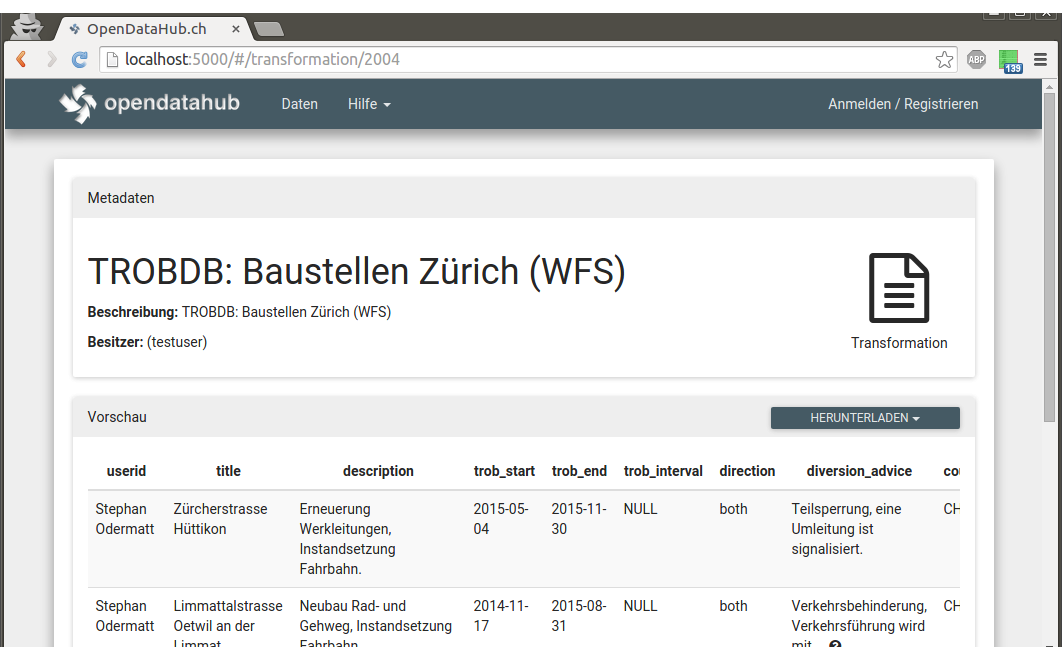 OpenDataHub.ch ×
localhost:5000/#/transformation/2004
ABP
139
opendatahub Daten Hilfe Anmelden / Registrieren
Metadaten
TROBDB: Baustellen Zürich (WFS)
Beschreibung: TROBDB: Baustellen Zürich (WFS)
Besitzer: (testuser)
Transformation
Vorschau HERUNTERLADEN
userid title description trob_start trob_end trob_interval direction diversion_advice
Stephan Zürcherstrasse Erneuerung 2015-05- 2015-11- NULL both Teilsperrung, eine CH
Odermatt Hüttikon Werkleitungen, 04 30 Umleitung ist
Instandsetzung signalisiert.
Fahrbahn.
Stephan Limmattalstrasse Neubau Rad- und 2014-11- 2015-08- NULL both Verkehrsbehinderung, CH
Odermatt Oetwil an der Gehweg, Instandsetzung 17 31 Verkehrsführung wird
Limmat Fahrbahn mit ?